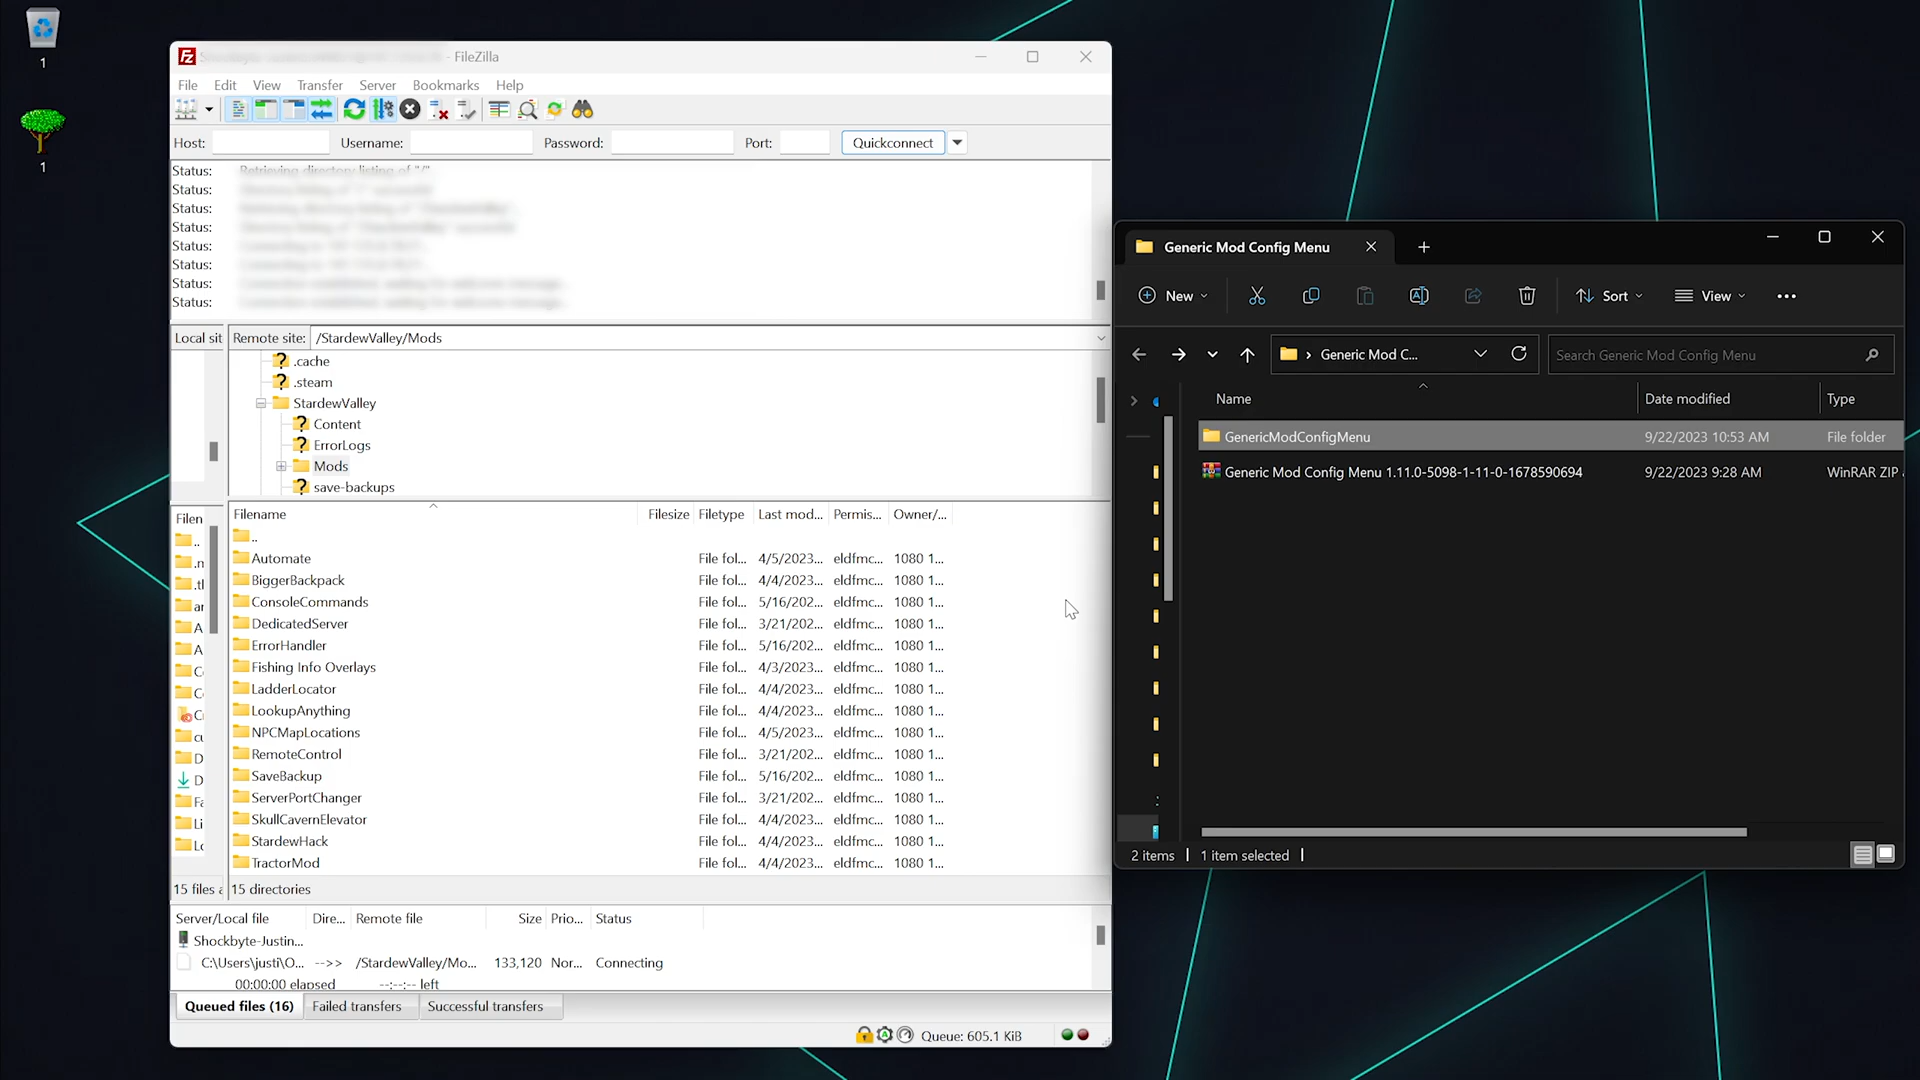 1
1
- FileZilla
File Edit View Transfer Server Bookmarks Help
Host: Username: Password: Port: Quickconnect
Status: Retrieving directory listing of "/"
Status:
Status:
Status:
Status:
Status:
Status:
Status:
Local sit
Remote site: /StardewValley/Mods
.cache
.steam
StardewValley
Content
ErrorLogs
Mods
save-backups
Filen
..
.n
.tl
ar
A
A
C
C
C
cu
D
D
Fa
Li
Lc
Filename Filesize Filetype Last mod... Permis... Owner/...
..
Automate File fol... 4/5/2023... eldfmc... 1080 1...
BiggerBackpack File fol... 4/4/2023... eldfmc... 1080 1...
ConsoleCommands File fol... 5/16/202... eldfmc... 1080 1...
DedicatedServer File fol... 3/21/202... eldfmc... 1080 1...
ErrorHandler File fol... 5/16/202... eldfmc... 1080 1...
Fishing Info Overlays File fol... 4/3/2023... eldfmc... 1080 1...
LadderLocator File fol... 4/4/2023... eldfmc... 1080 1...
LookupAnything File fol... 4/4/2023... eldfmc... 1080 1...
NPCMapLocations File fol... 4/5/2023... eldfmc... 1080 1...
RemoteControl File fol... 3/21/202... eldfmc... 1080 1...
SaveBackup File fol... 5/16/202... eldfmc... 1080 1...
ServerPortChanger File fol... 3/21/202... eldfmc... 1080 1...
SkullCavernElevator File fol... 4/4/2023... eldfmc... 1080 1...
StardewHack File fol... 4/4/2023... eldfmc... 1080 1...
TractorMod File fol... 4/4/2023... eldfmc... 1080 1...
15 files a
15 directories
Server/Local file Dire... Remote file Size Prio... Status
Shockbyte-Justin...
C:\Users\justi\O... -->> /StardewValley/Mo... 133,120 Nor... Connecting
00:00:00 elapsed --:--:-- left
Queued files (16) Failed transfers Successful transfers
Queue: 605.1 KiB
Generic Mod Config Menu
New Sort View
Generic Mod C... Search Generic Mod Config Menu
Name Date modified Type
GenericModConfigMenu 9/22/2023 10:53 AM File folder
Generic Mod Config Menu 1.11.0-5098-1-11-0-1678590694 9/22/2023 9:28 AM WinRAR ZIP
2 items 1 item selected